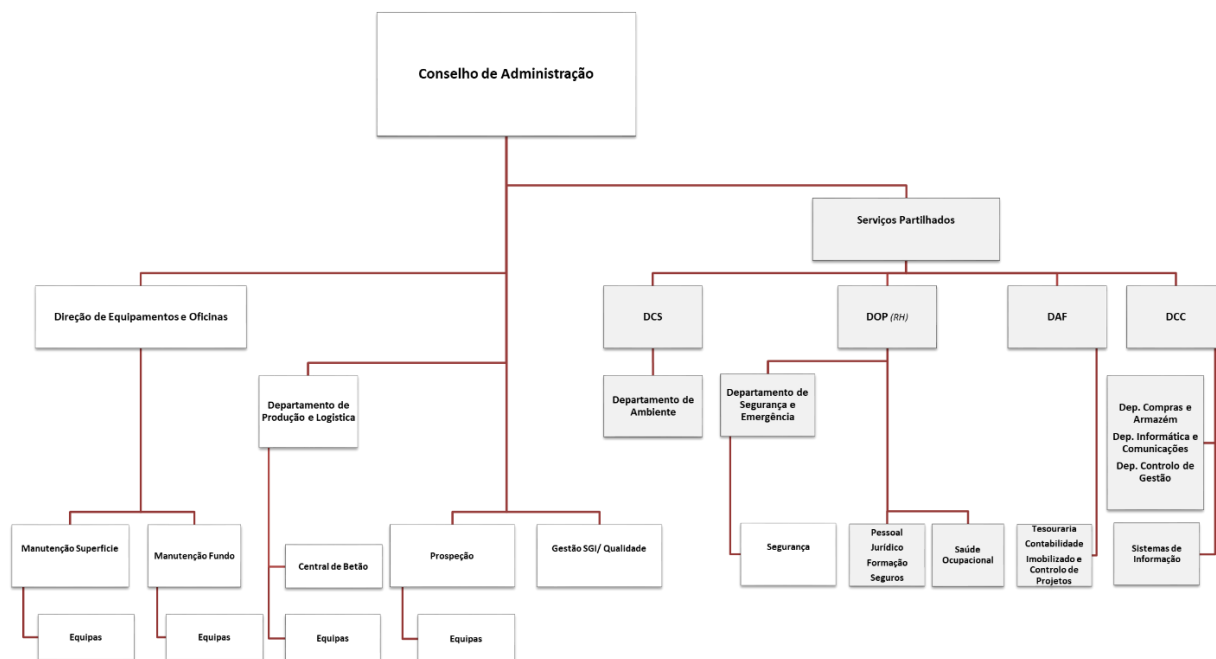 Conselho de Administração
Serviços Partilhados
Direção de Equipamentos e Oficinas
DCS
DOP (RH)
DAF
DCC
Departamento de
Produção e Logística
Departamento de
Ambiente
Departamento de
Segurança e
Emergência
Dep. Compras e
Armazém
Dep. Informática e
Comunicações
Dep. Controlo de
Gestão
Manutenção Superfície
Manutenção Fundo
Central de Betão
Prospeção
Gestão SGI/ Qualidade
Segurança
Pessoal
Jurídico
Formação
Seguros
Saúde
Ocupacional
Tesouraria
Contabilidade
Imobilizado e
Controlo de
Projetos
Sistemas de
Informação
Equipas
Equipas
Equipas
Equipas